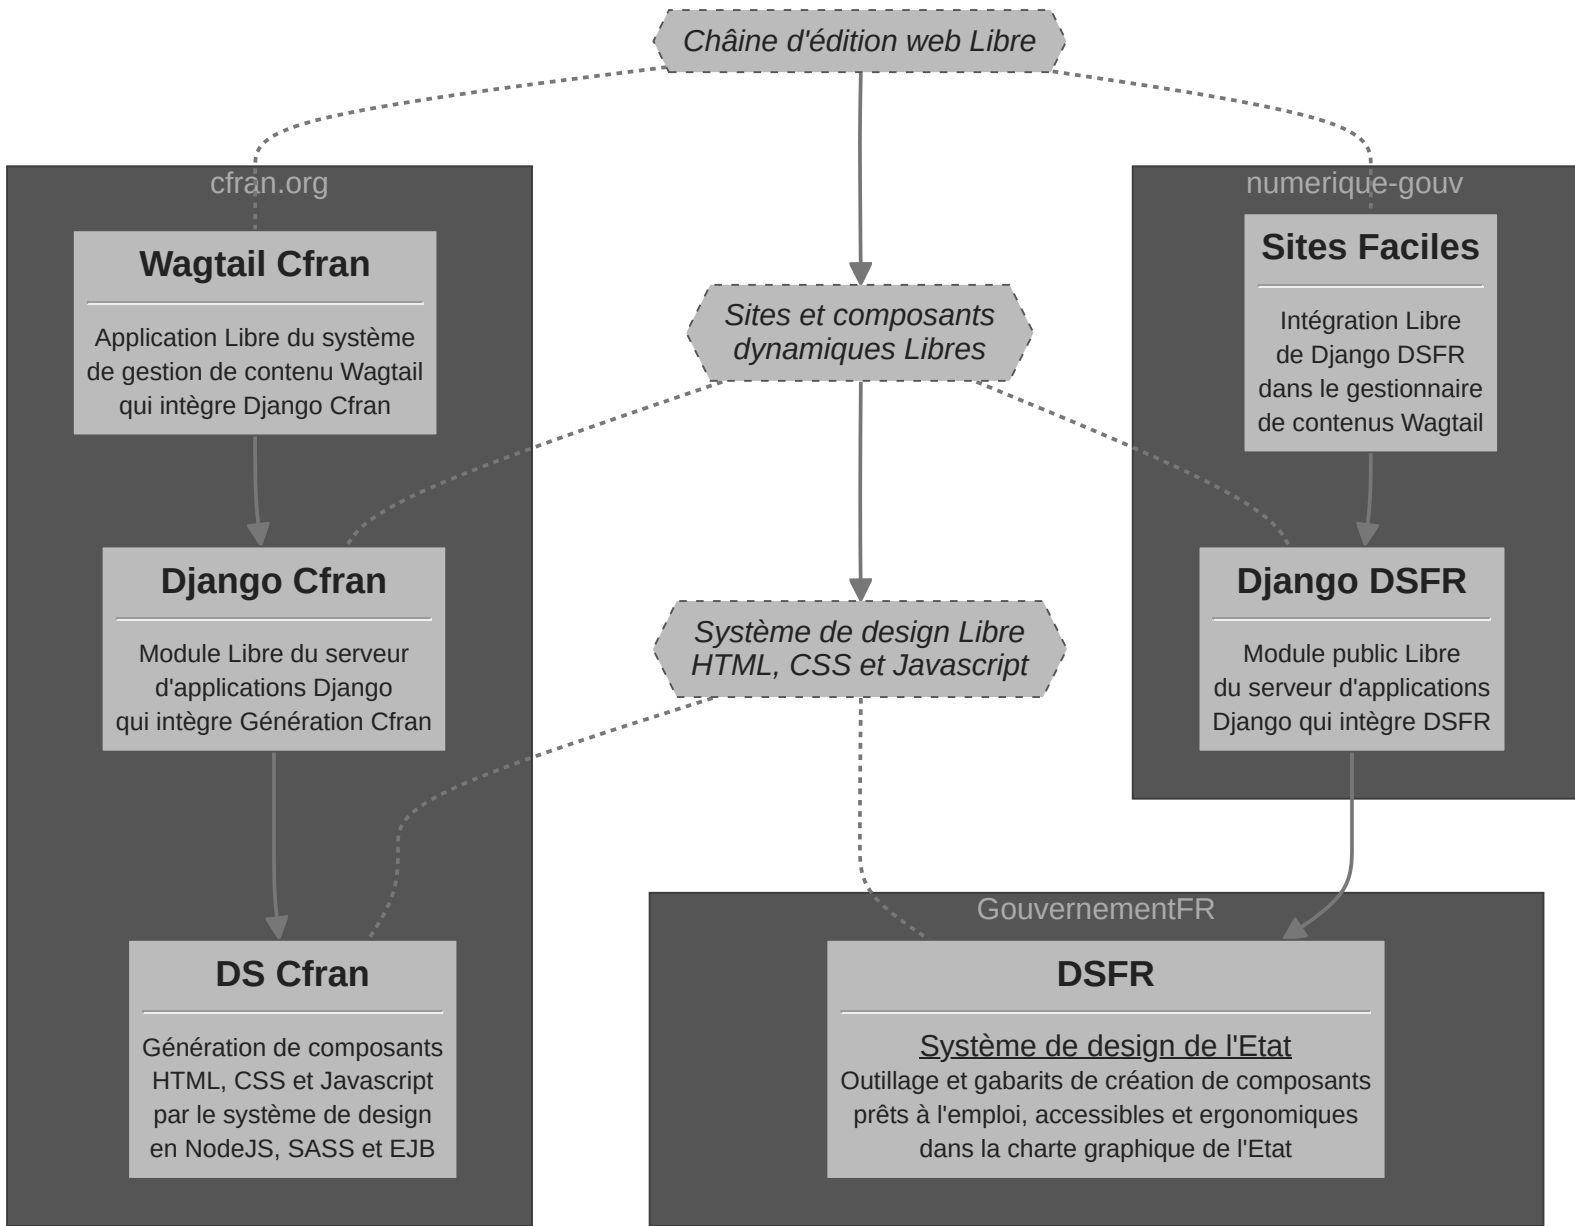 Châine d'édition web Libre
cfran.org
numerique-gouv
Wagtail Cfran
Application Libre du système
de gestion de contenu Wagtail
qui intègre Django Cfran
Sites Faciles
Intégration Libre
de Django DSFR
dans le gestionnaire
de contenus Wagtail
Sites et composants
dynamiques Libres
Django Cfran
Module Libre du serveur
d'applications Django
qui intègre Génération Cfran
Système de design Libre
HTML, CSS et Javascript
Django DSFR
Module public Libre
du serveur d'applications
Django qui intègre DSFR
GouvernementFR
DS Cfran
Génération de composants
HTML, CSS et Javascript
par le système de design
en NodeJS, SASS et EJB
DSFR
Système de design de l'Etat
Outillage et gabarits de création de composants
prêts à l'emploi, accessibles et ergonomiques
dans la charte graphique de l'Etat